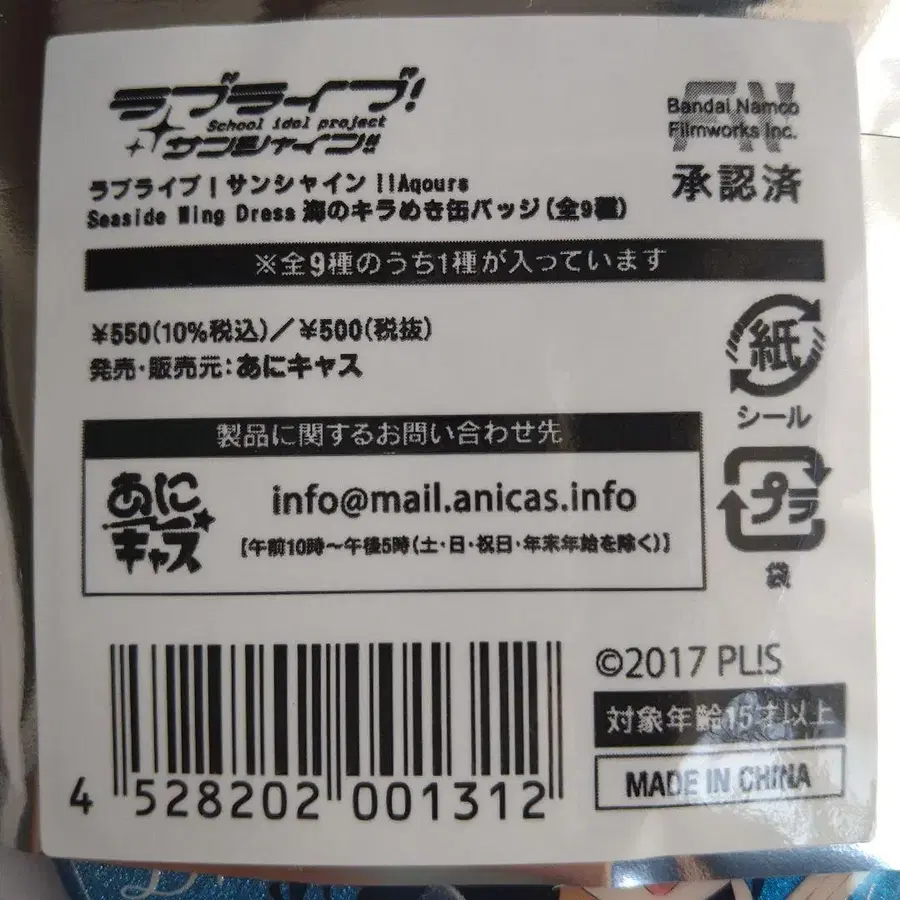 ラブライブ!
School idol project
サンシャイン!!
Bandai Namco
Filmworks Inc.
承認済
ラブライブ!サンシャイン!!Aqours
Seaside Wing Dress 海のキラめき缶バッジ(全9種)
※全9種のうち1種が入っています
¥550(10%税込)/¥500(税抜)
発売・販売元:あにキャス
紙
シール
製品に関するお問い合わせ先
あにキャス
info@mail.anicas.info
[午前10時~午後5時(土・日・祝日・年末年始を除く)]
プラ
袋
©2017 PL!S
対象年齢15才以上
MADE IN CHINA
4 528202 001312